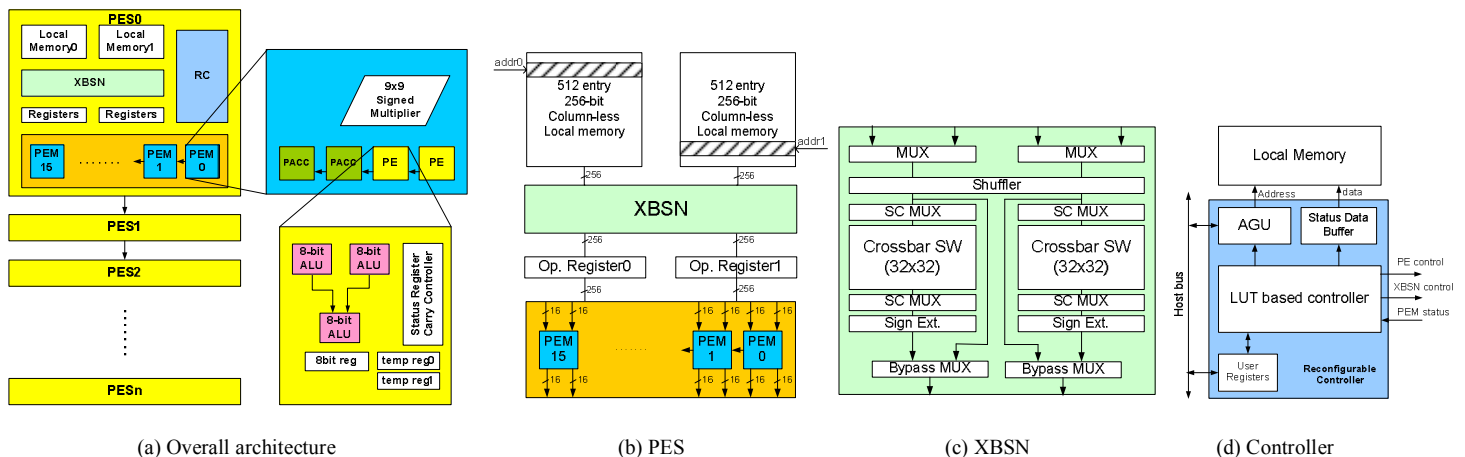 PES0
Local
Memory0
Local
Memory1
RC
XBSN
Registers
Registers
PEM
15
· · · · · · ·
PEM
1
PEM
0
PES1
PES2
PESn
9x9
Signed
Multiplier
PACC
PACC
PE
PE
8-bit
ALU
8-bit
ALU
8-bit
ALU
Status Register
Carry Controller
8bit reg
temp reg0
temp reg1
(a) Overall architecture
addr0
512 entry
256-bit
Column-less
Local memory
512 entry
256-bit
Column-less
Local memory
addr1
256
256
XBSN
256
256
Op. Register0
Op. Register1
256
256
16
16
16
16
16
16
PEM
15
· · · · · · ·
PEM
1
PEM
0
16
16
16
16
16
16
(b) PES
MUX
MUX
Shuffler
SC MUX
SC MUX
Crossbar SW
(32x32)
Crossbar SW
(32x32)
SC MUX
SC MUX
Sign Ext.
Sign Ext.
Bypass MUX
Bypass MUX
(c) XBSN
Local Memory
Address
data
Host bus
AGU
Status Data
Buffer
LUT based controller
PE control
XBSN control
PEM status
User
Registers
Reconfigurable
Controller
(d) Controller